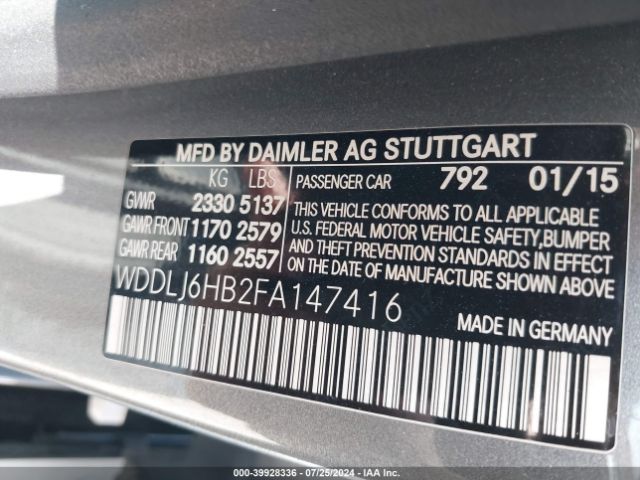 MFD BY DAIMLER AG STUTTGART
KG LBS
GVWR 2330 5137
GAWR FRONT 1170 2579
GAWR REAR 1160 2557
PASSENGER CAR 792 01/15
THIS VEHICLE CONFORMS TO ALL APPLICABLE
U.S. FEDERAL MOTOR VEHICLE SAFETY, BUMPER
AND THEFT PREVENTION STANDARDS IN EFFECT
ON THE DATE OF MANUFACTURE SHOWN ABOVE.
WDDLJ6HB2FA147416
MADE IN GERMANY
000-39928336 - 07/25/2024 - IAA Inc.